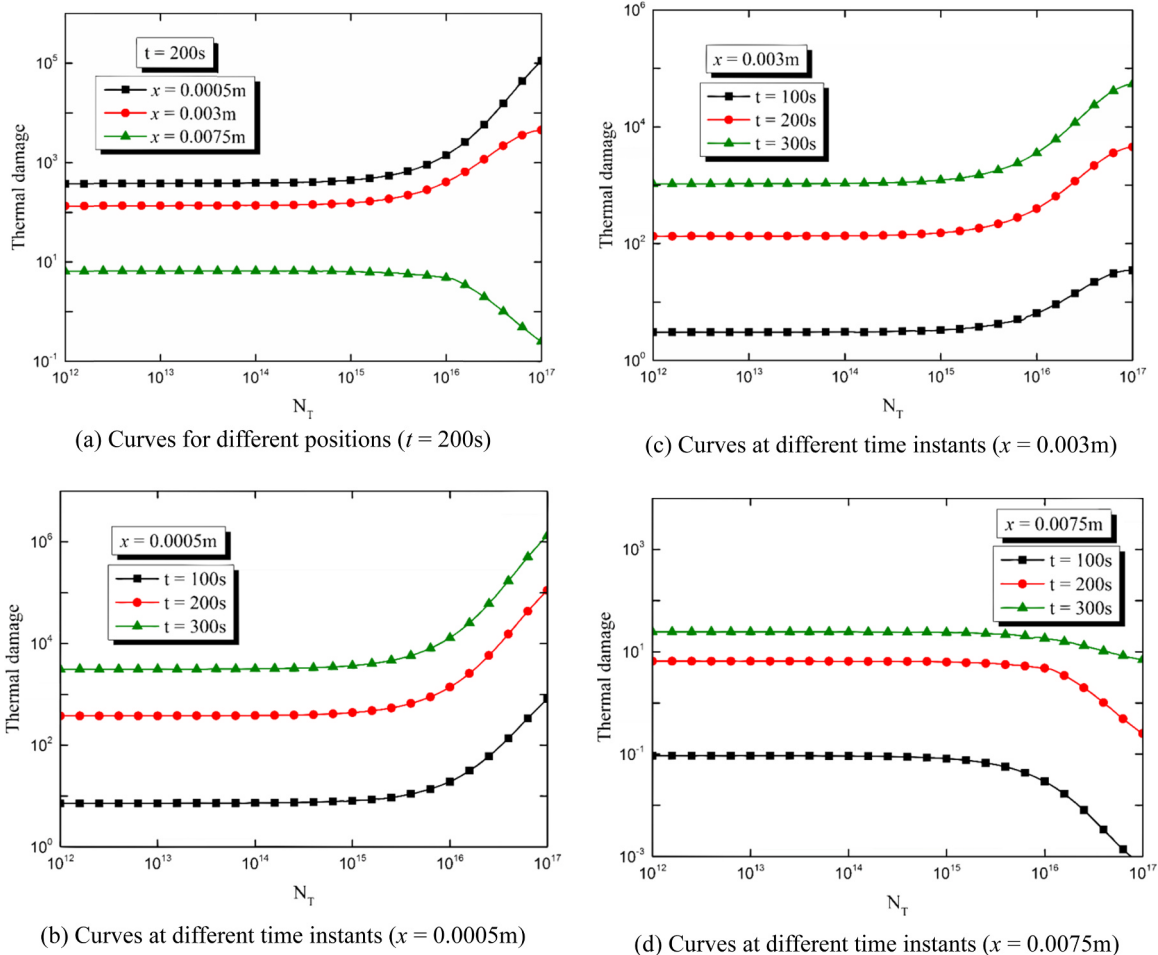 t = 200s
x = 0.0005m
x = 0.003m
x = 0.0075m
Thermal damage
10^5
10^3
10^1
10^-1
10^12
10^13
10^14
10^15
10^16
10^17
N_T
(a) Curves for different positions (t = 200s)
x = 0.003m
t = 100s
t = 200s
t = 300s
Thermal damage
10^6
10^4
10^2
10^0
10^12
10^13
10^14
10^15
10^16
10^17
N_T
(c) Curves at different time instants (x = 0.003m)
x = 0.0005m
t = 100s
t = 200s
t = 300s
Thermal damage
10^6
10^4
10^2
10^0
10^12
10^13
10^14
10^15
10^16
10^17
N_T
(b) Curves at different time instants (x = 0.0005m)
x = 0.0075m
t = 100s
t = 200s
t = 300s
Thermal damage
10^3
10^1
10^-1
10^-3
10^12
10^13
10^14
10^15
10^16
10^17
N_T
(d) Curves at different time instants (x = 0.0075m)